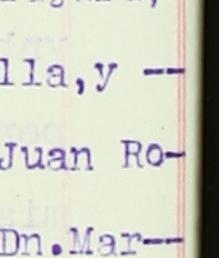 lla,y --
Juan Ro-
Dn.Mar--